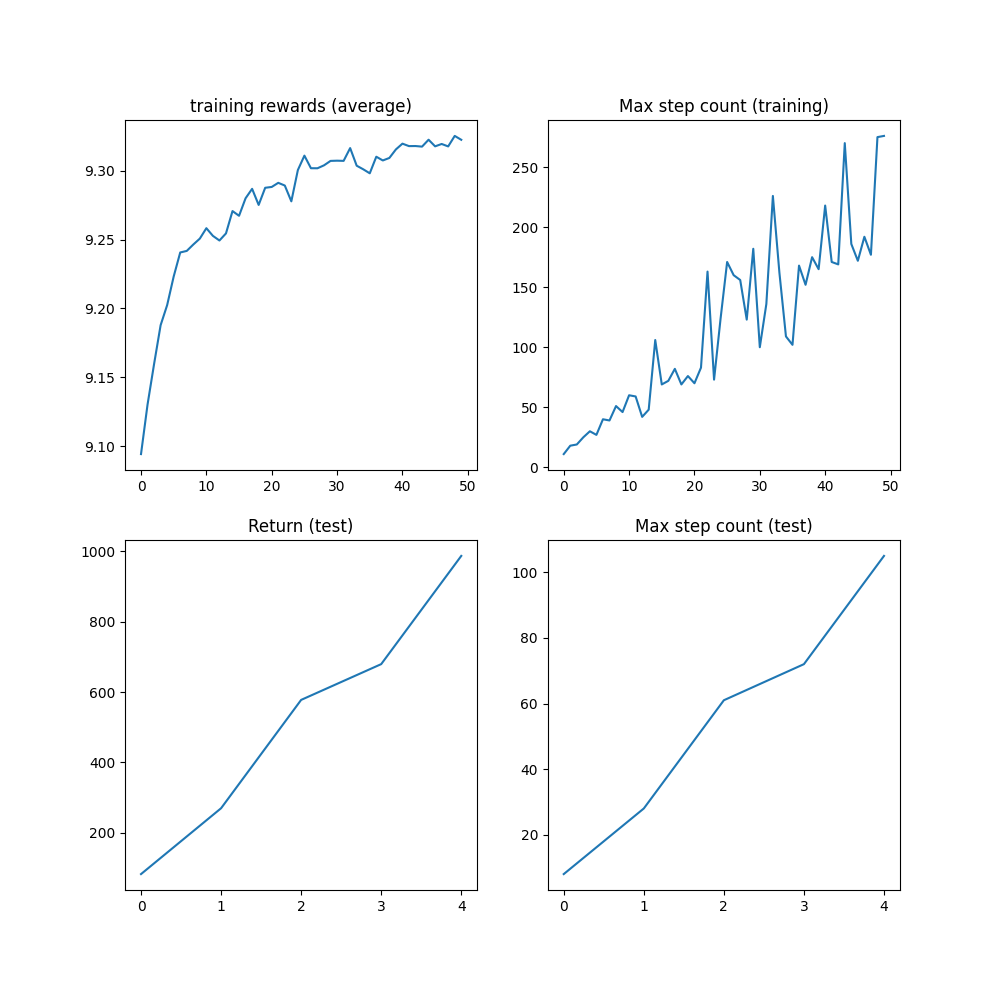 training rewards (average)
9.30
9.25
9.20
9.15
9.10
0 10 20 30 40 50
Max step count (training)
250
200
150
100
50
0
0 10 20 30 40 50
Return (test)
1000
800
600
400
200
0 1 2 3 4
Max step count (test)
100
80
60
40
20
0 1 2 3 4